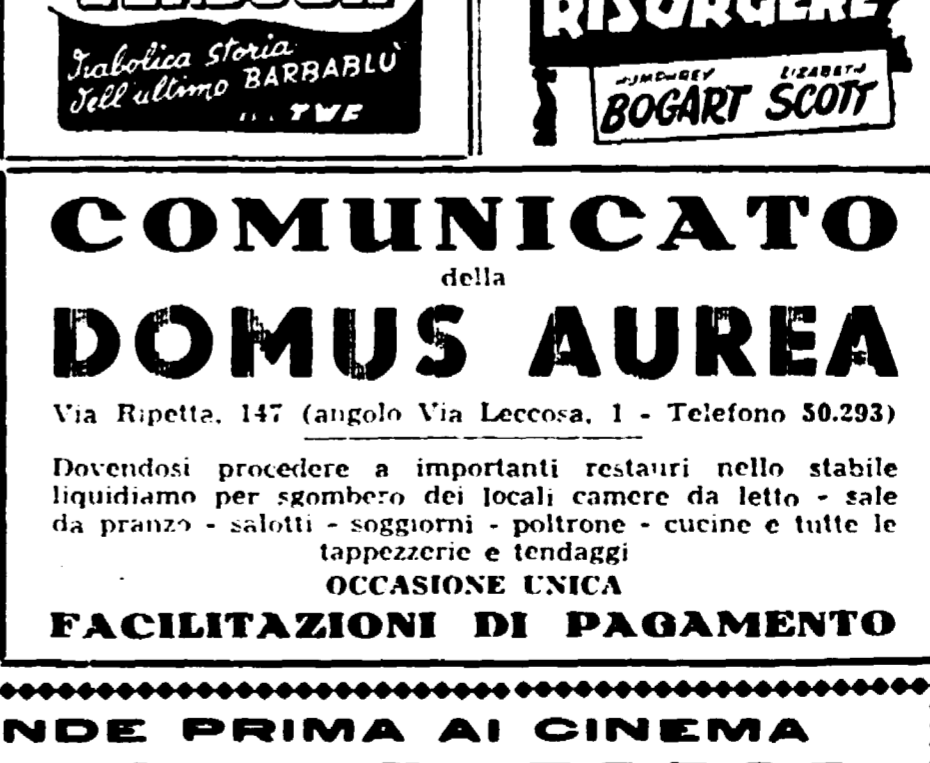 Diabolica storia
dell'ultimo BARBABLÙ
RISORGERE
HUMPHREY LIZABETH
BOGART SCOTT
COMUNICATO
della
DOMUS AUREA
Via Ripetta, 147 (angolo Via Leccosa, 1 - Telefono 50.293)
Dovendosi procedere a importanti restauri nello stabile
liquidiamo per sgombero dei locali camere da letto - sale
da pranzo - salotti - soggiorni - poltrone - cucine e tutte le
tappezzerie e tendaggi
OCCASIONE UNICA
FACILITAZIONI DI PAGAMENTO
NDE PRIMA AI CINEMA